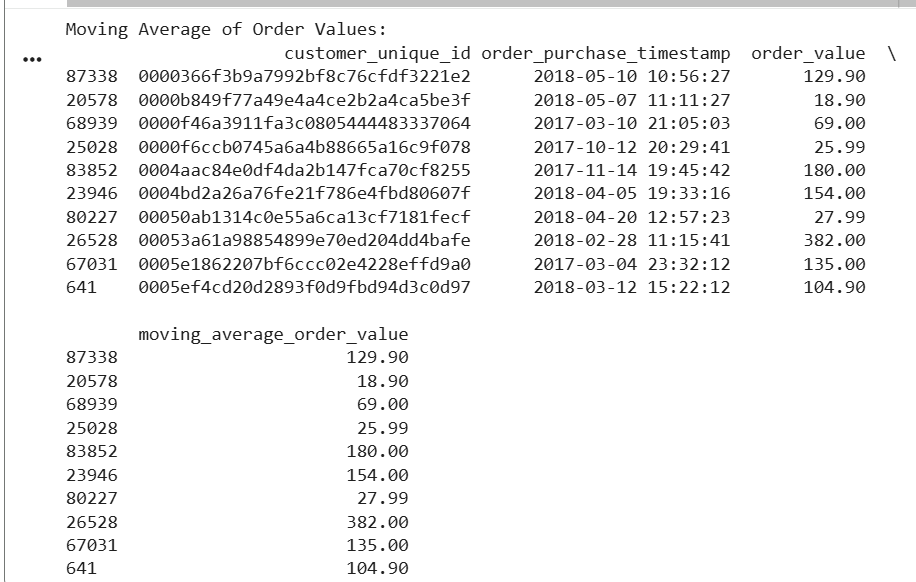 Moving Average of Order Values:
... customer_unique_id order_purchase_timestamp order_value \
87338 0000366f3b9a7992bf8c76cfdf3221e2 2018-05-10 10:56:27 129.90
20578 0000b849f77a49e4a4ce2b2a4ca5be3f 2018-05-07 11:11:27 18.90
68939 0000f46a3911fa3c0805444483337064 2017-03-10 21:05:03 69.00
25028 0000f6ccb0745a6a4b88665a16c9f078 2017-10-12 20:29:41 25.99
83852 0004aac84e0df4da2b147fca70cf8255 2017-11-14 19:45:42 180.00
23946 0004bd2a26a76fe21f786e4fbd80607f 2018-04-05 19:33:16 154.00
80227 00050ab1314c0e55a6ca13cf7181fecf 2018-04-20 12:57:23 27.99
26528 00053a61a98854899e70ed204dd4bafe 2018-02-28 11:15:41 382.00
67031 0005e1862207bf6ccc02e4228effd9a0 2017-03-04 23:32:12 135.00
641 0005ef4cd20d2893f0d9fbd94d3c0d97 2018-03-12 15:22:12 104.90
moving_average_order_value
87338 129.90
20578 18.90
68939 69.00
25028 25.99
83852 180.00
23946 154.00
80227 27.99
26528 382.00
67031 135.00
641 104.90